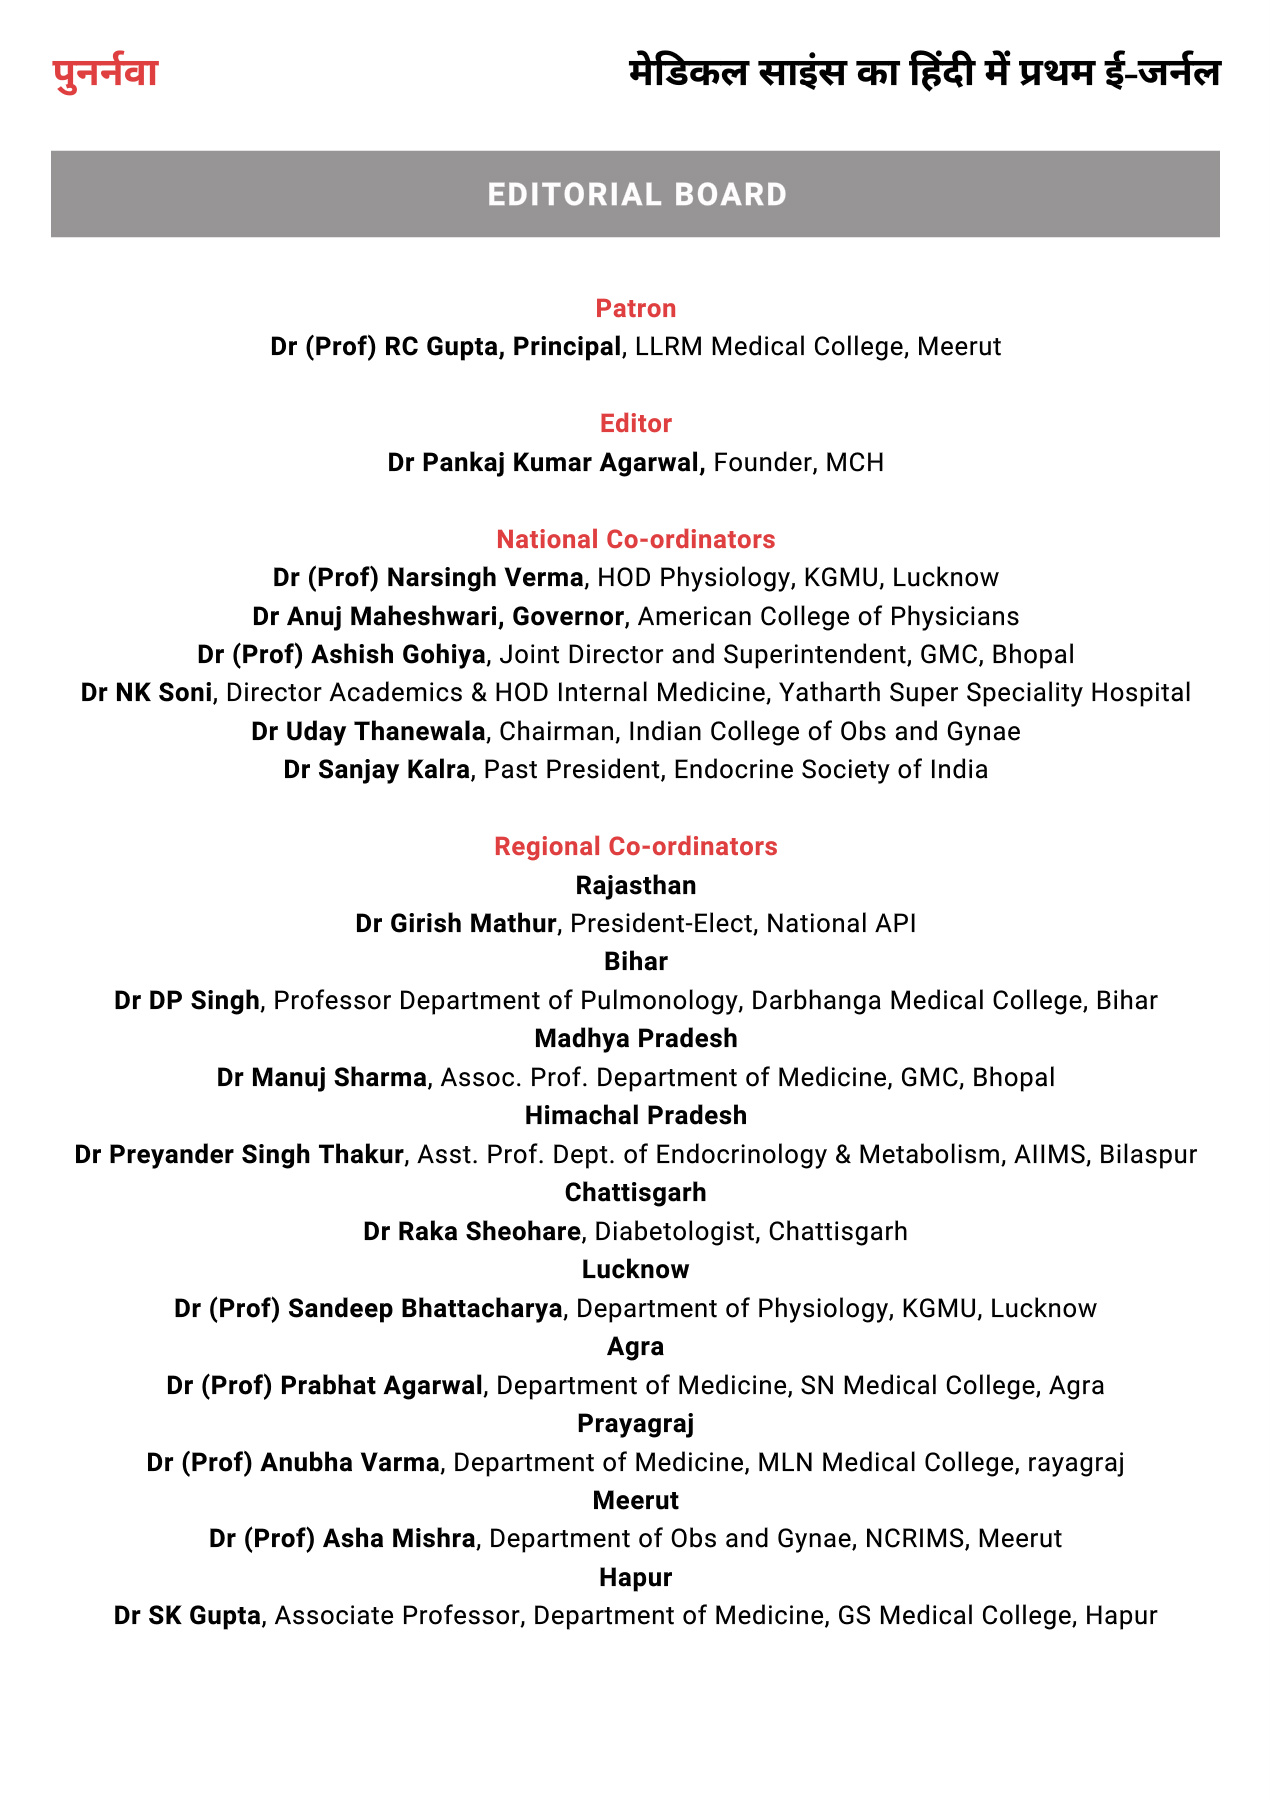 पुनर्नवा
मेडिकल साइंस का हिंदी में प्रथम ई-जर्नल
EDITORIAL BOARD
Patron
Dr (Prof) RC Gupta, Principal, LLRM Medical College, Meerut
Editor
Dr Pankaj Kumar Agarwal, Founder, MCH
National Co-ordinators
Dr (Prof) Narsingh Verma, HOD Physiology, KGMU, Lucknow
Dr Anuj Maheshwari, Governor, American College of Physicians
Dr (Prof) Ashish Gohiya, Joint Director and Superintendent, GMC, Bhopal
Dr NK Soni, Director Academics & HOD Internal Medicine, Yatharth Super Speciality Hospital
Dr Uday Thanewala, Chairman, Indian College of Obs and Gynae
Dr Sanjay Kalra, Past President, Endocrine Society of India
Regional Co-ordinators
Rajasthan
Dr Girish Mathur, President-Elect, National API
Bihar
Dr DP Singh, Professor Department of Pulmonology, Darbhanga Medical College, Bihar
Madhya Pradesh
Dr Manuj Sharma, Assoc. Prof. Department of Medicine, GMC, Bhopal
Himachal Pradesh
Dr Preyander Singh Thakur, Asst. Prof. Dept. of Endocrinology & Metabolism, AIIMS, Bilaspur
Chattisgarh
Dr Raka Sheohare, Diabetologist, Chattisgarh
Lucknow
Dr (Prof) Sandeep Bhattacharya, Department of Physiology, KGMU, Lucknow
Agra
Dr (Prof) Prabhat Agarwal, Department of Medicine, SN Medical College, Agra
Prayagraj
Dr (Prof) Anubha Varma, Department of Medicine, MLN Medical College, rayagraj
Meerut
Dr (Prof) Asha Mishra, Department of Obs and Gynae, NCRIMS, Meerut
Hapur
Dr SK Gupta, Associate Professor, Department of Medicine, GS Medical College, Hapur